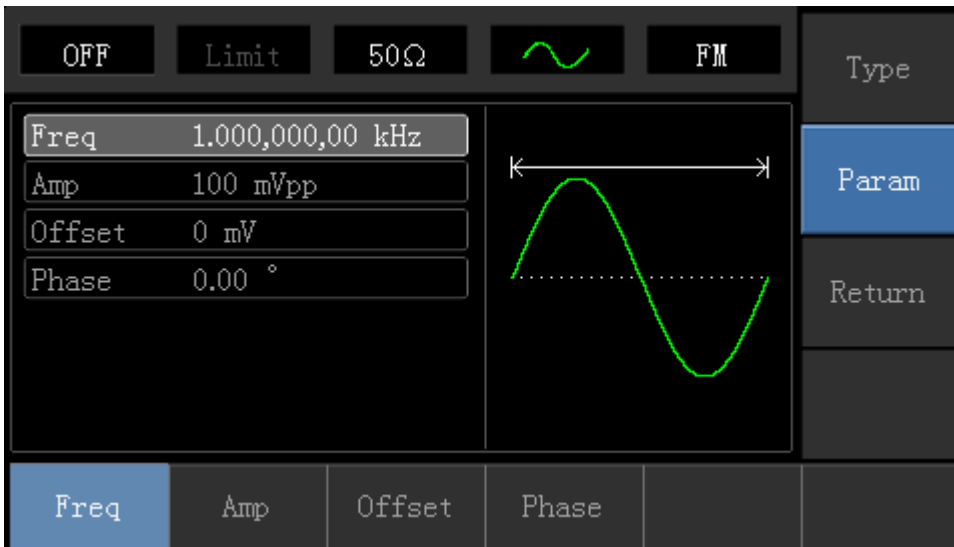 OFF Limit 50Ω FM
Type
Freq 1.000,000,00 kHz
Amp 100 mVpp
Param
Offset 0 mV
Phase 0.00 °
Return
Freq Amp Offset Phase